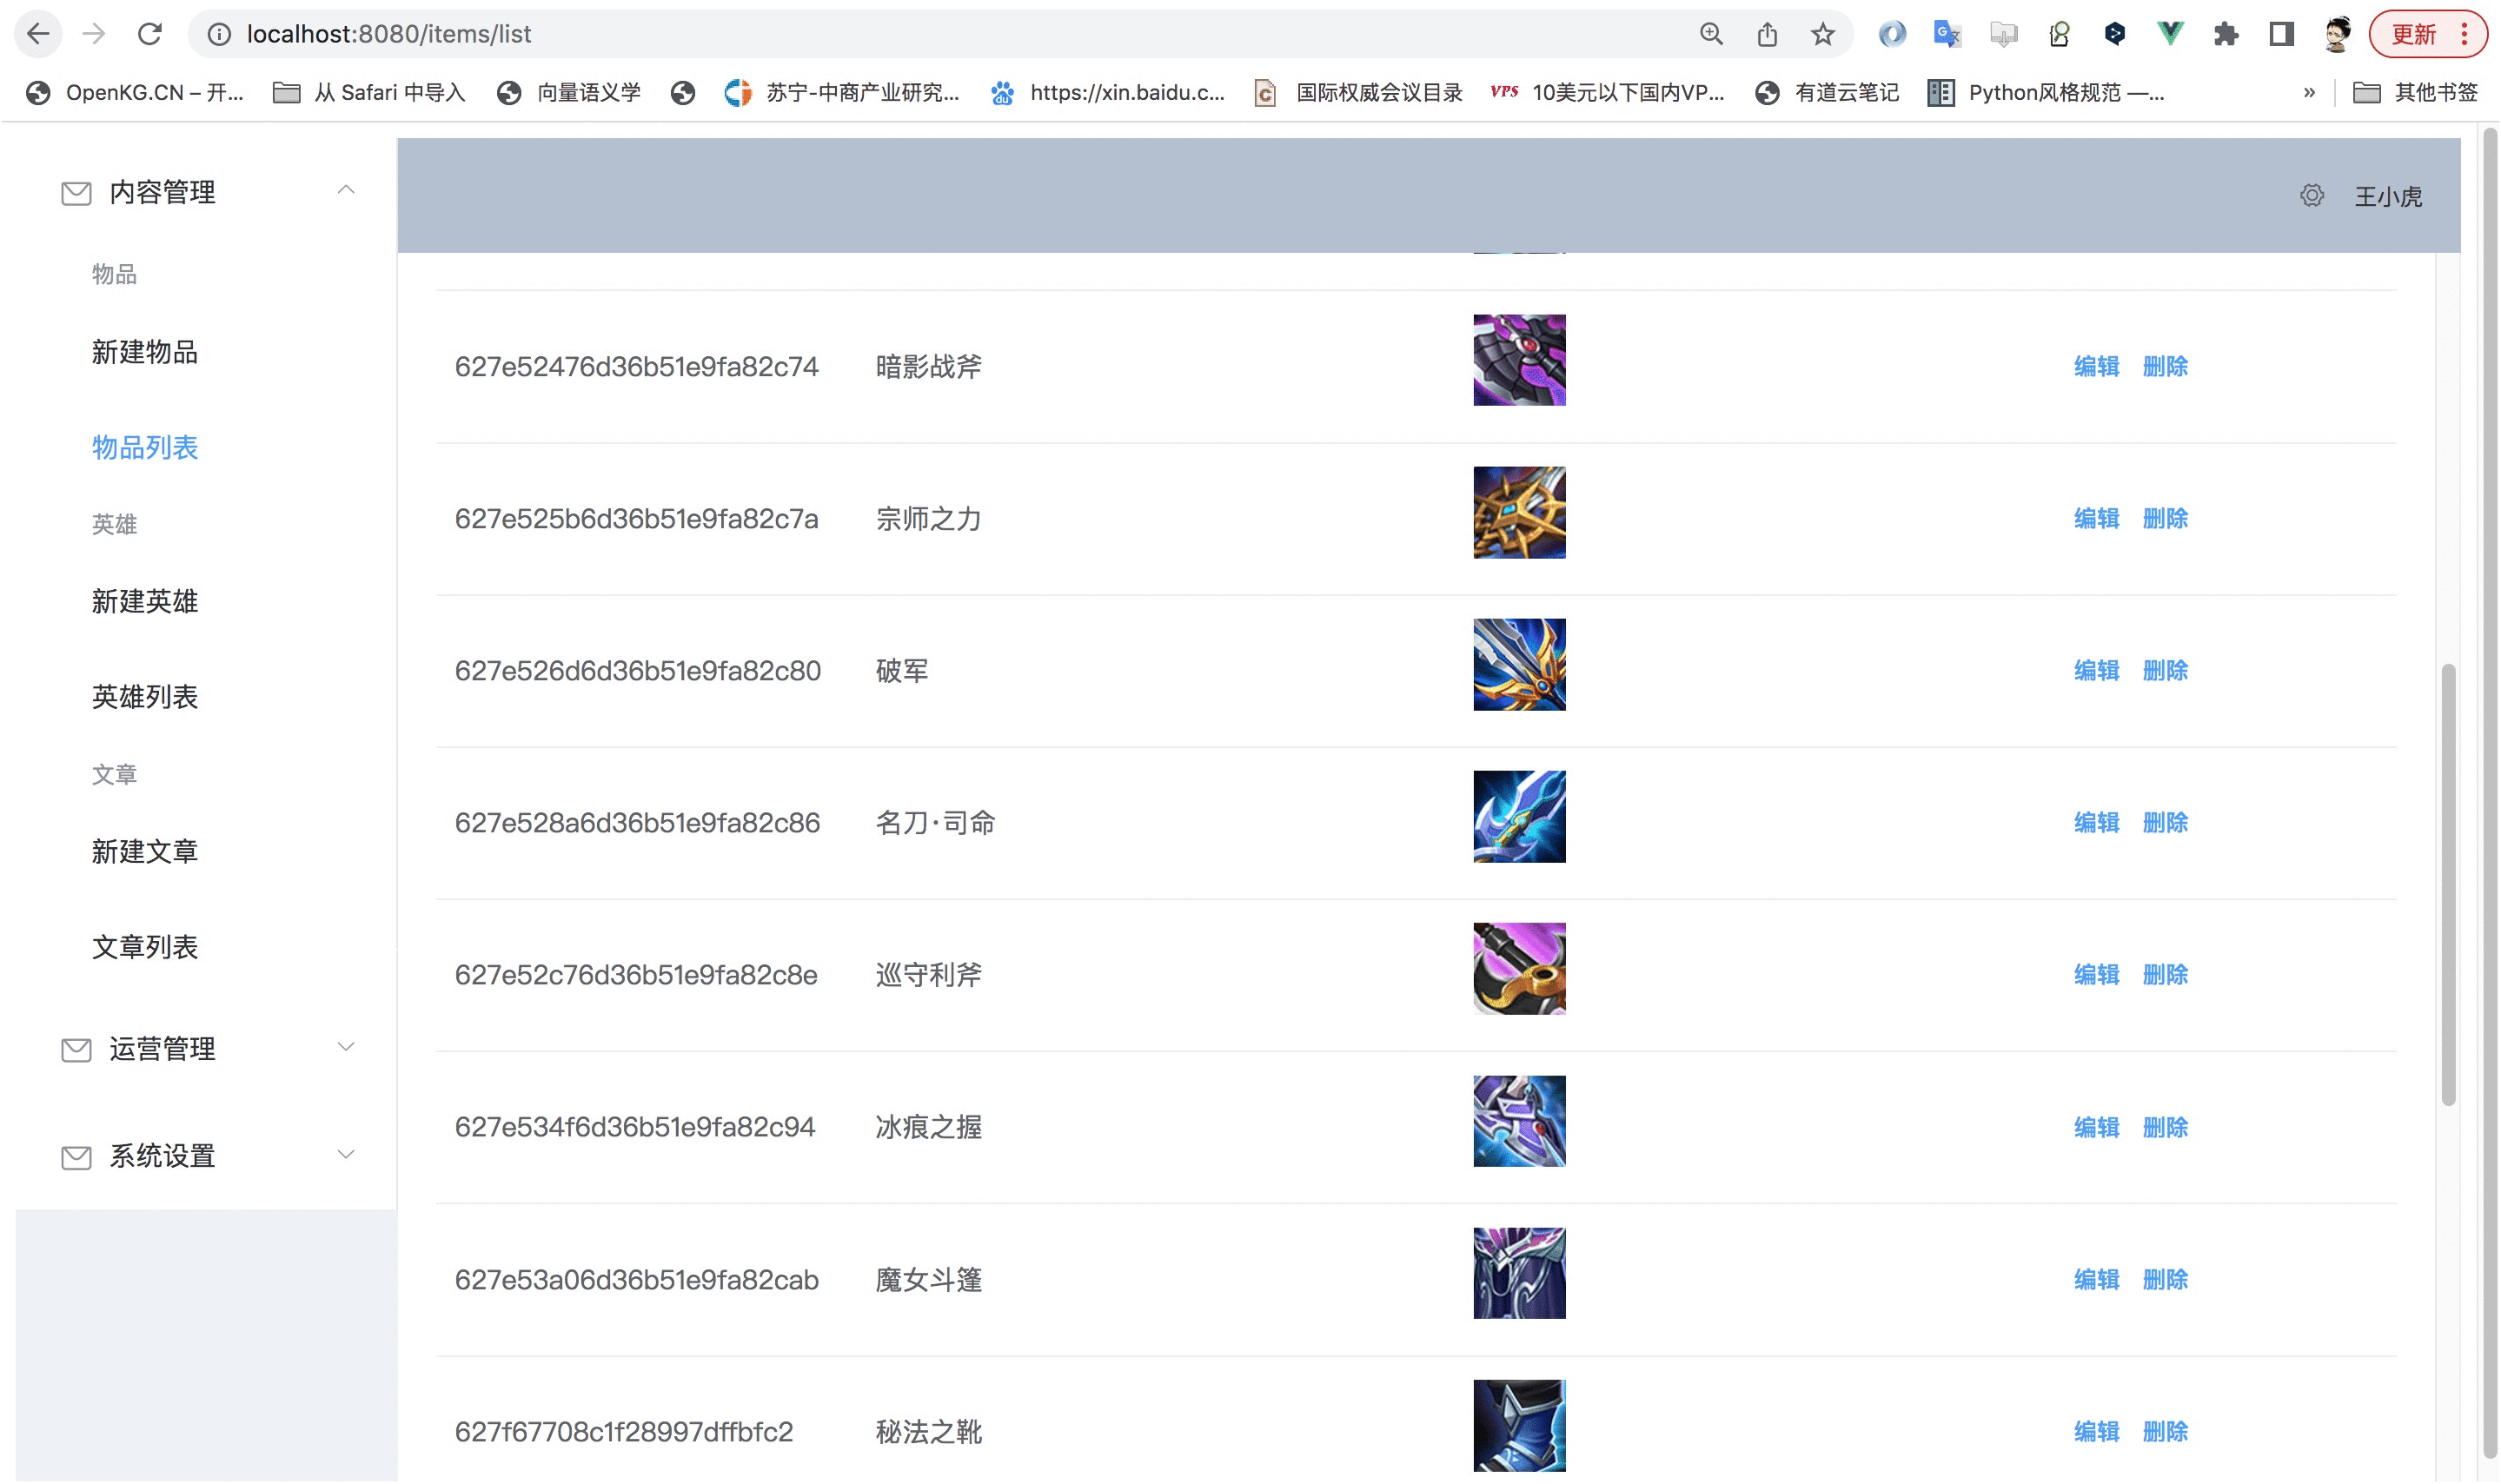 localhost:8080/items/list
更新
OpenKG.CN – 开...
从 Safari 中导入
向量语义学
苏宁-中商产业研究...
https://xin.baidu.c...
国际权威会议目录
VPS 10美元以下国内VP...
有道云笔记
Python风格规范 —...
»
其他书签
王小虎
内容管理
物品
新建物品
物品列表
英雄
新建英雄
英雄列表
文章
新建文章
文章列表
运营管理
系统设置
627e52476d36b51e9fa82c74 暗影战斧 编辑 删除
627e525b6d36b51e9fa82c7a 宗师之力 编辑 删除
627e526d6d36b51e9fa82c80 破军 编辑 删除
627e528a6d36b51e9fa82c86 名刀·司命 编辑 删除
627e52c76d36b51e9fa82c8e 巡守利斧 编辑 删除
627e534f6d36b51e9fa82c94 冰痕之握 编辑 删除
627e53a06d36b51e9fa82cab 魔女斗篷 编辑 删除
627f67708c1f28997dffbfc2 秘法之靴 编辑 删除